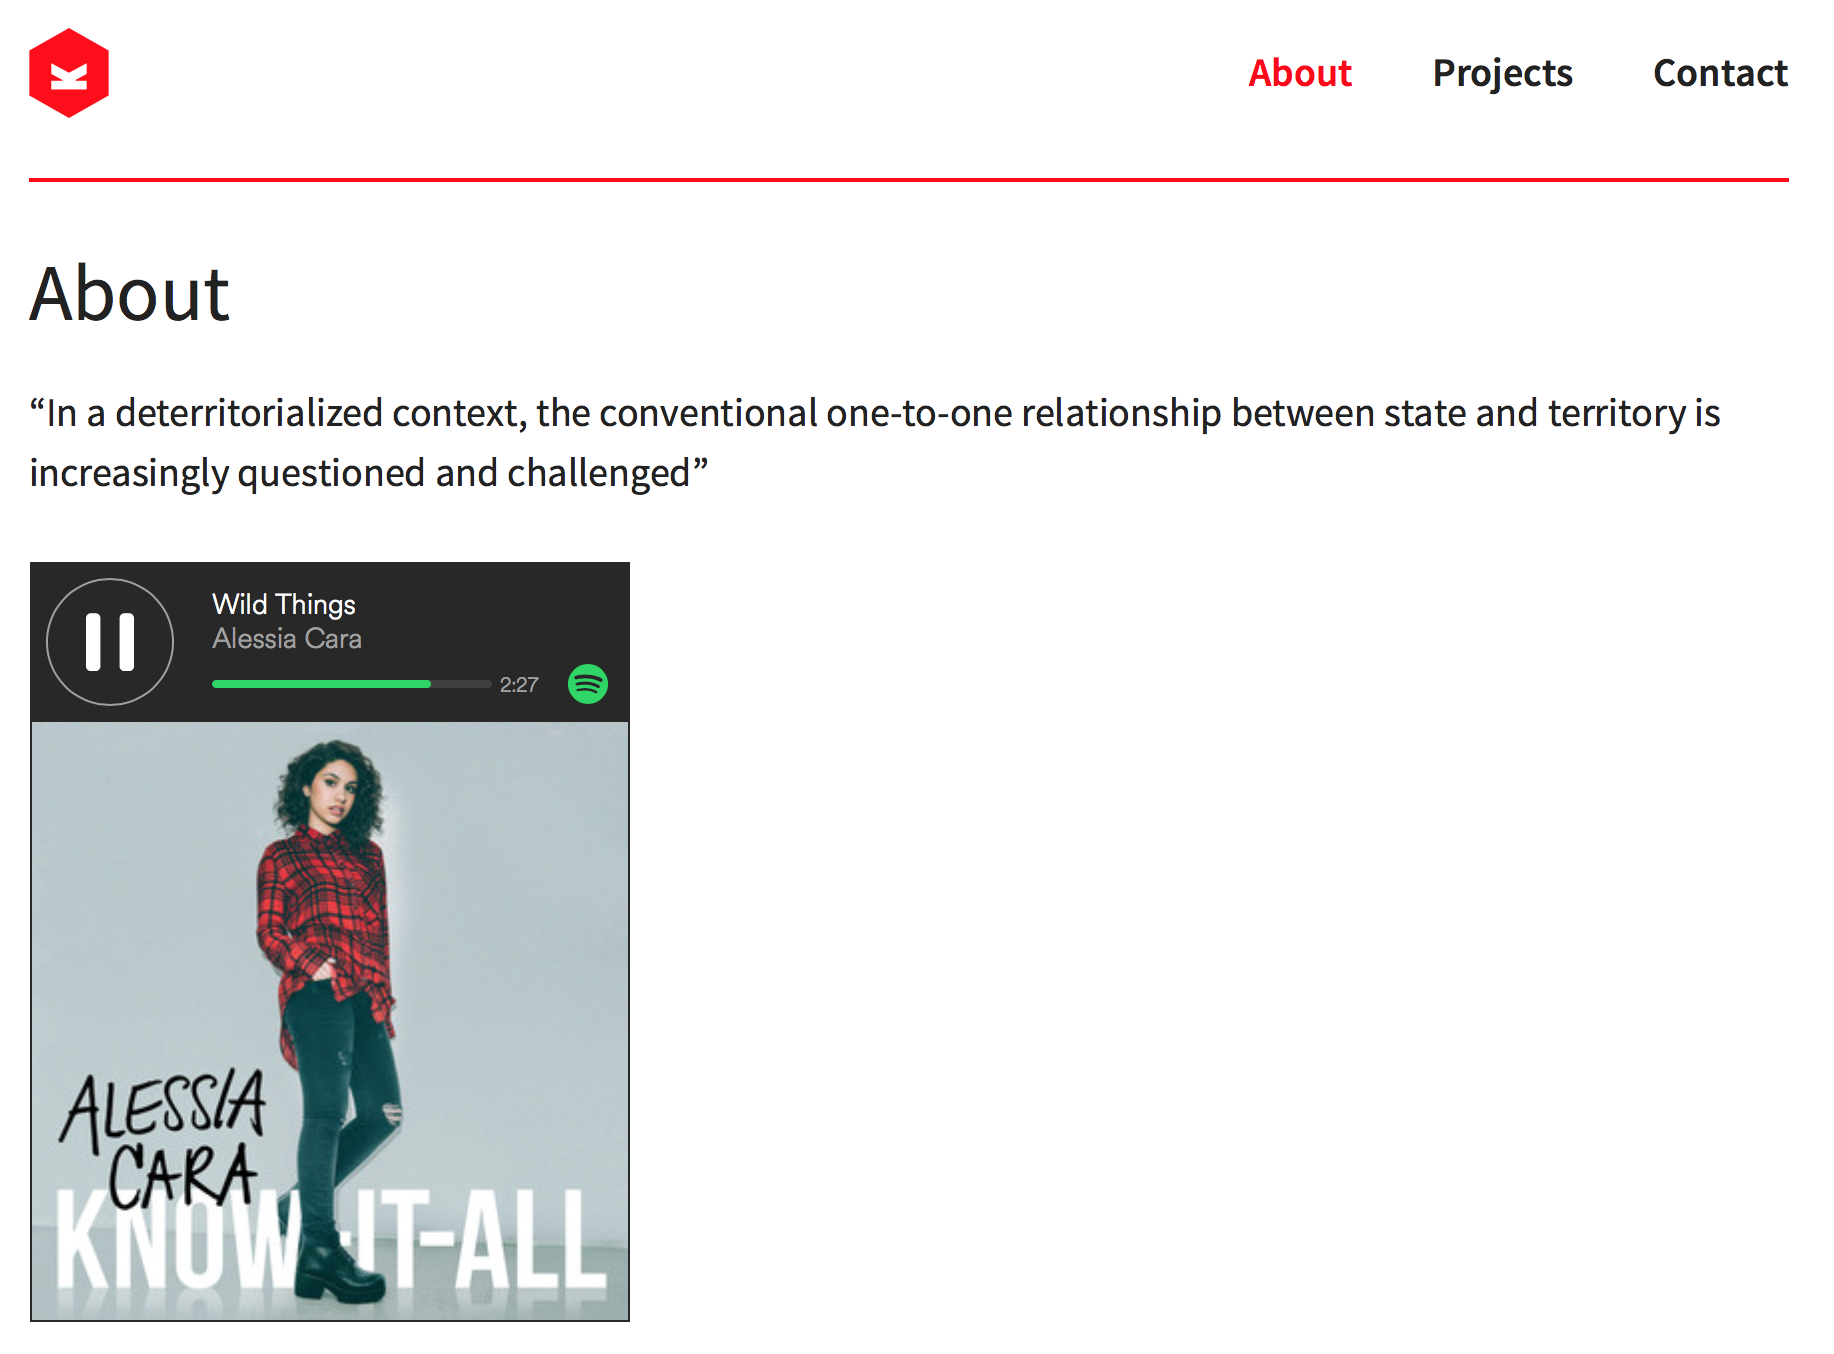 About
Projects
Contact
About
“In a deterritorialized context, the conventional one-to-one relationship between state and territory is
increasingly questioned and challenged”
Wild Things
Alessia Cara
2:27
ALESSIA
CARA
KNOW-IT-ALL